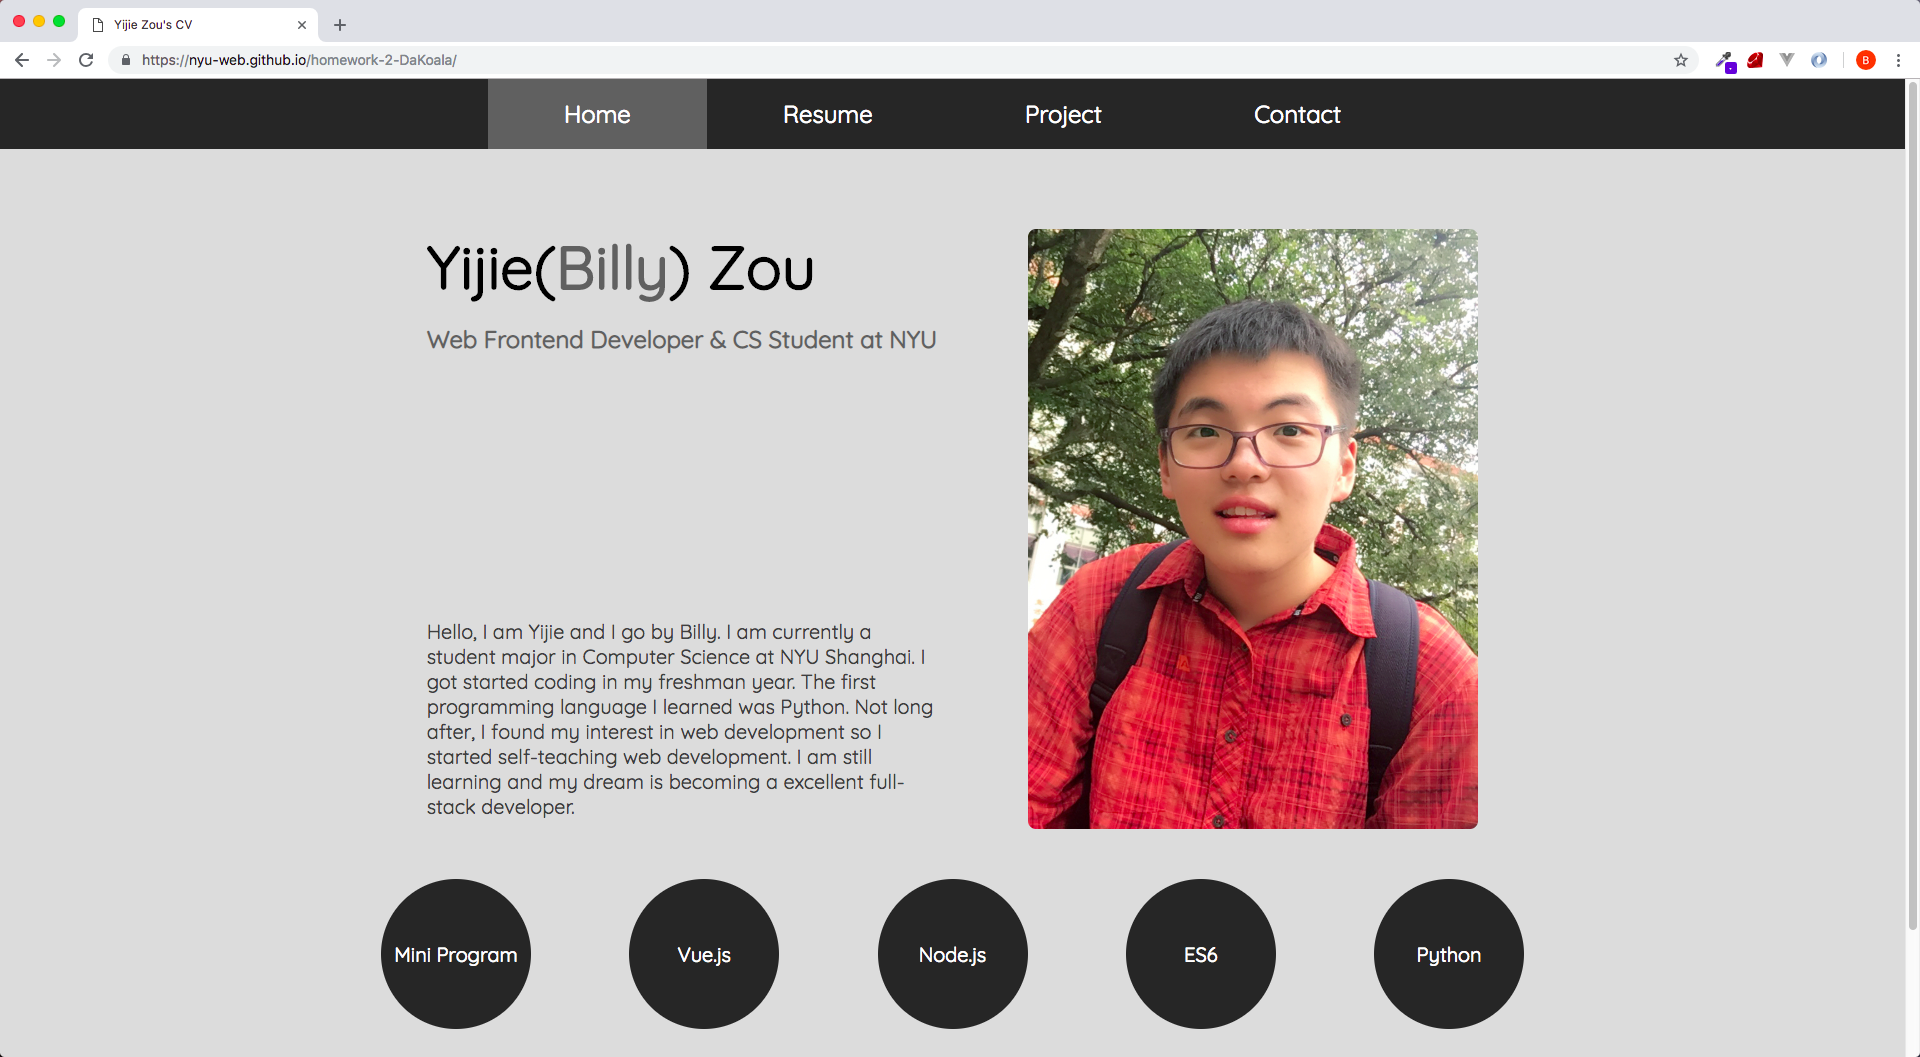 Yijie Zou's CV
https://nyu-web.github.io/homework-2-DaKoala/
B
Home
Resume
Project
Contact
Yijie(Billy) Zou
Web Frontend Developer & CS Student at NYU
Hello, I am Yijie and I go by Billy. I am currently a
student major in Computer Science at NYU Shanghai. I
got started coding in my freshman year. The first
programming language I learned was Python. Not long
after, I found my interest in web development so I
started self-teaching web development. I am still
learning and my dream is becoming a excellent full-
stack developer.
Mini Program
Vue.js
Node.js
ES6
Python